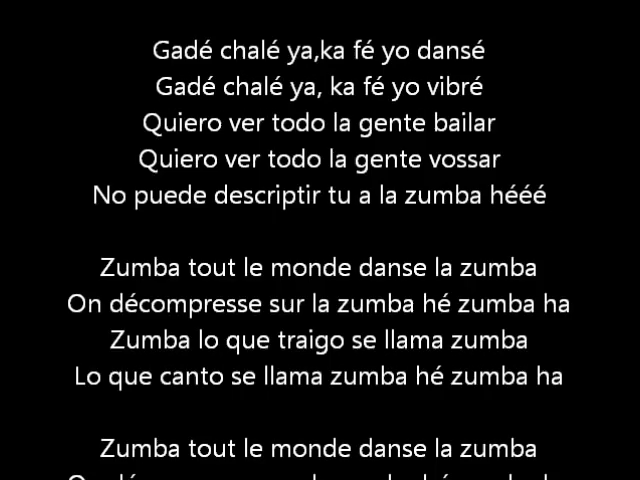 Gadé chalé ya,ka fé yo dansé
Gadé chalé ya, ka fé yo vibré
Quiero ver todo la gente bailar
Quiero ver todo la gente vossar
No puede descriptir tu a la zumba hééé
Zumba tout le monde danse la zumba
On décompresse sur la zumba hé zumba ha
Zumba lo que traigo se llama zumba
Lo que canto se llama zumba hé zumba ha
Zumba tout le monde danse la zumba